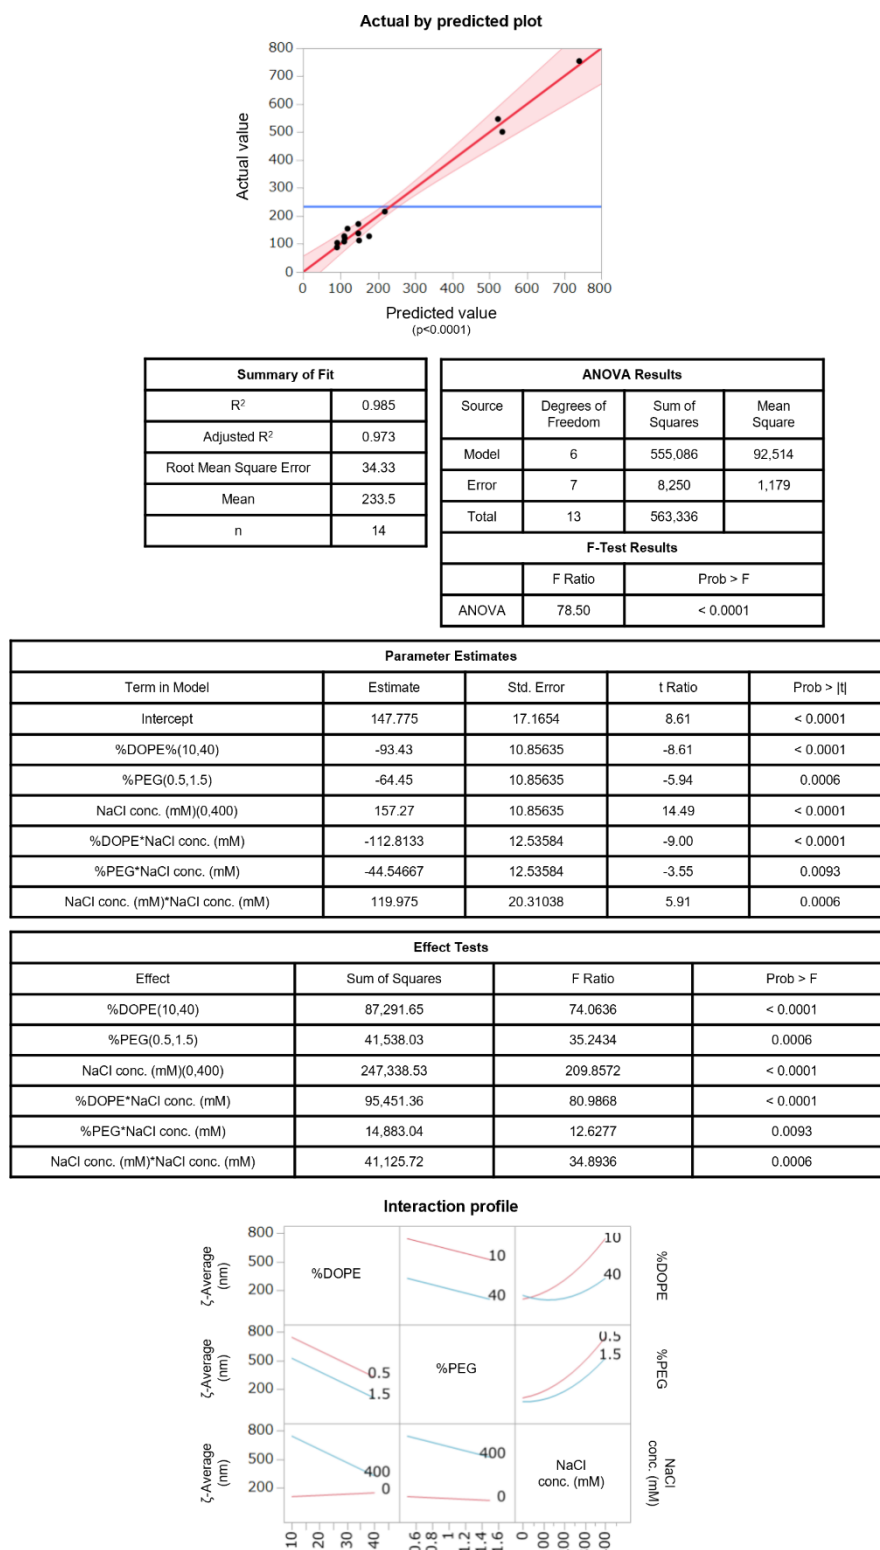 Actual by predicted plot
800
700
600
500
400
300
200
100
0
Actual value
0 100 200 300 400 500 600 700 800
Predicted value
(p<0.0001)
Summary of Fit
R² 0.985
Adjusted R² 0.973
Root Mean Square Error 34.33
Mean 233.5
n 14
ANOVA Results
Source Degrees of Freedom Sum of Squares Mean Square
Model 6 555,086 92,514
Error 7 8,250 1,179
Total 13 563,336
F-Test Results
F Ratio Prob > F
ANOVA 78.50 < 0.0001
Parameter Estimates
Term in Model Estimate Std. Error t Ratio Prob > |t|
Intercept 147.775 17.1654 8.61 < 0.0001
%DOPE%(10,40) -93.43 10.85635 -8.61 < 0.0001
%PEG(0.5,1.5) -64.45 10.85635 -5.94 0.0006
NaCl conc. (mM)(0,400) 157.27 10.85635 14.49 < 0.0001
%DOPE*NaCl conc. (mM) -112.8133 12.53584 -9.00 < 0.0001
%PEG*NaCl conc. (mM) -44.54667 12.53584 -3.55 0.0093
NaCl conc. (mM)*NaCl conc. (mM) 119.975 20.31038 5.91 0.0006
Effect Tests
Effect Sum of Squares F Ratio Prob > F
%DOPE(10,40) 87,291.65 74.0636 < 0.0001
%PEG(0.5,1.5) 41,538.03 35.2434 0.0006
NaCl conc. (mM)(0,400) 247,338.53 209.8572 < 0.0001
%DOPE*NaCl conc. (mM) 95,451.36 80.9868 < 0.0001
%PEG*NaCl conc. (mM) 14,883.04 12.6277 0.0093
NaCl conc. (mM)*NaCl conc. (mM) 41,125.72 34.8936 0.0006
Interaction profile
ζ-Average (nm)
800
500
200
%DOPE
10
40
10
40
%DOPE
ζ-Average (nm)
800
500
200
0.5
1.5
%PEG
0.5
1.5
%PEG
ζ-Average (nm)
800
500
200
400
0
400
0
NaCl
conc. (mM)
NaCl
conc. (mM)
10 20 30 40
0.6 0.8 1 1.2 1.4 1.6
0